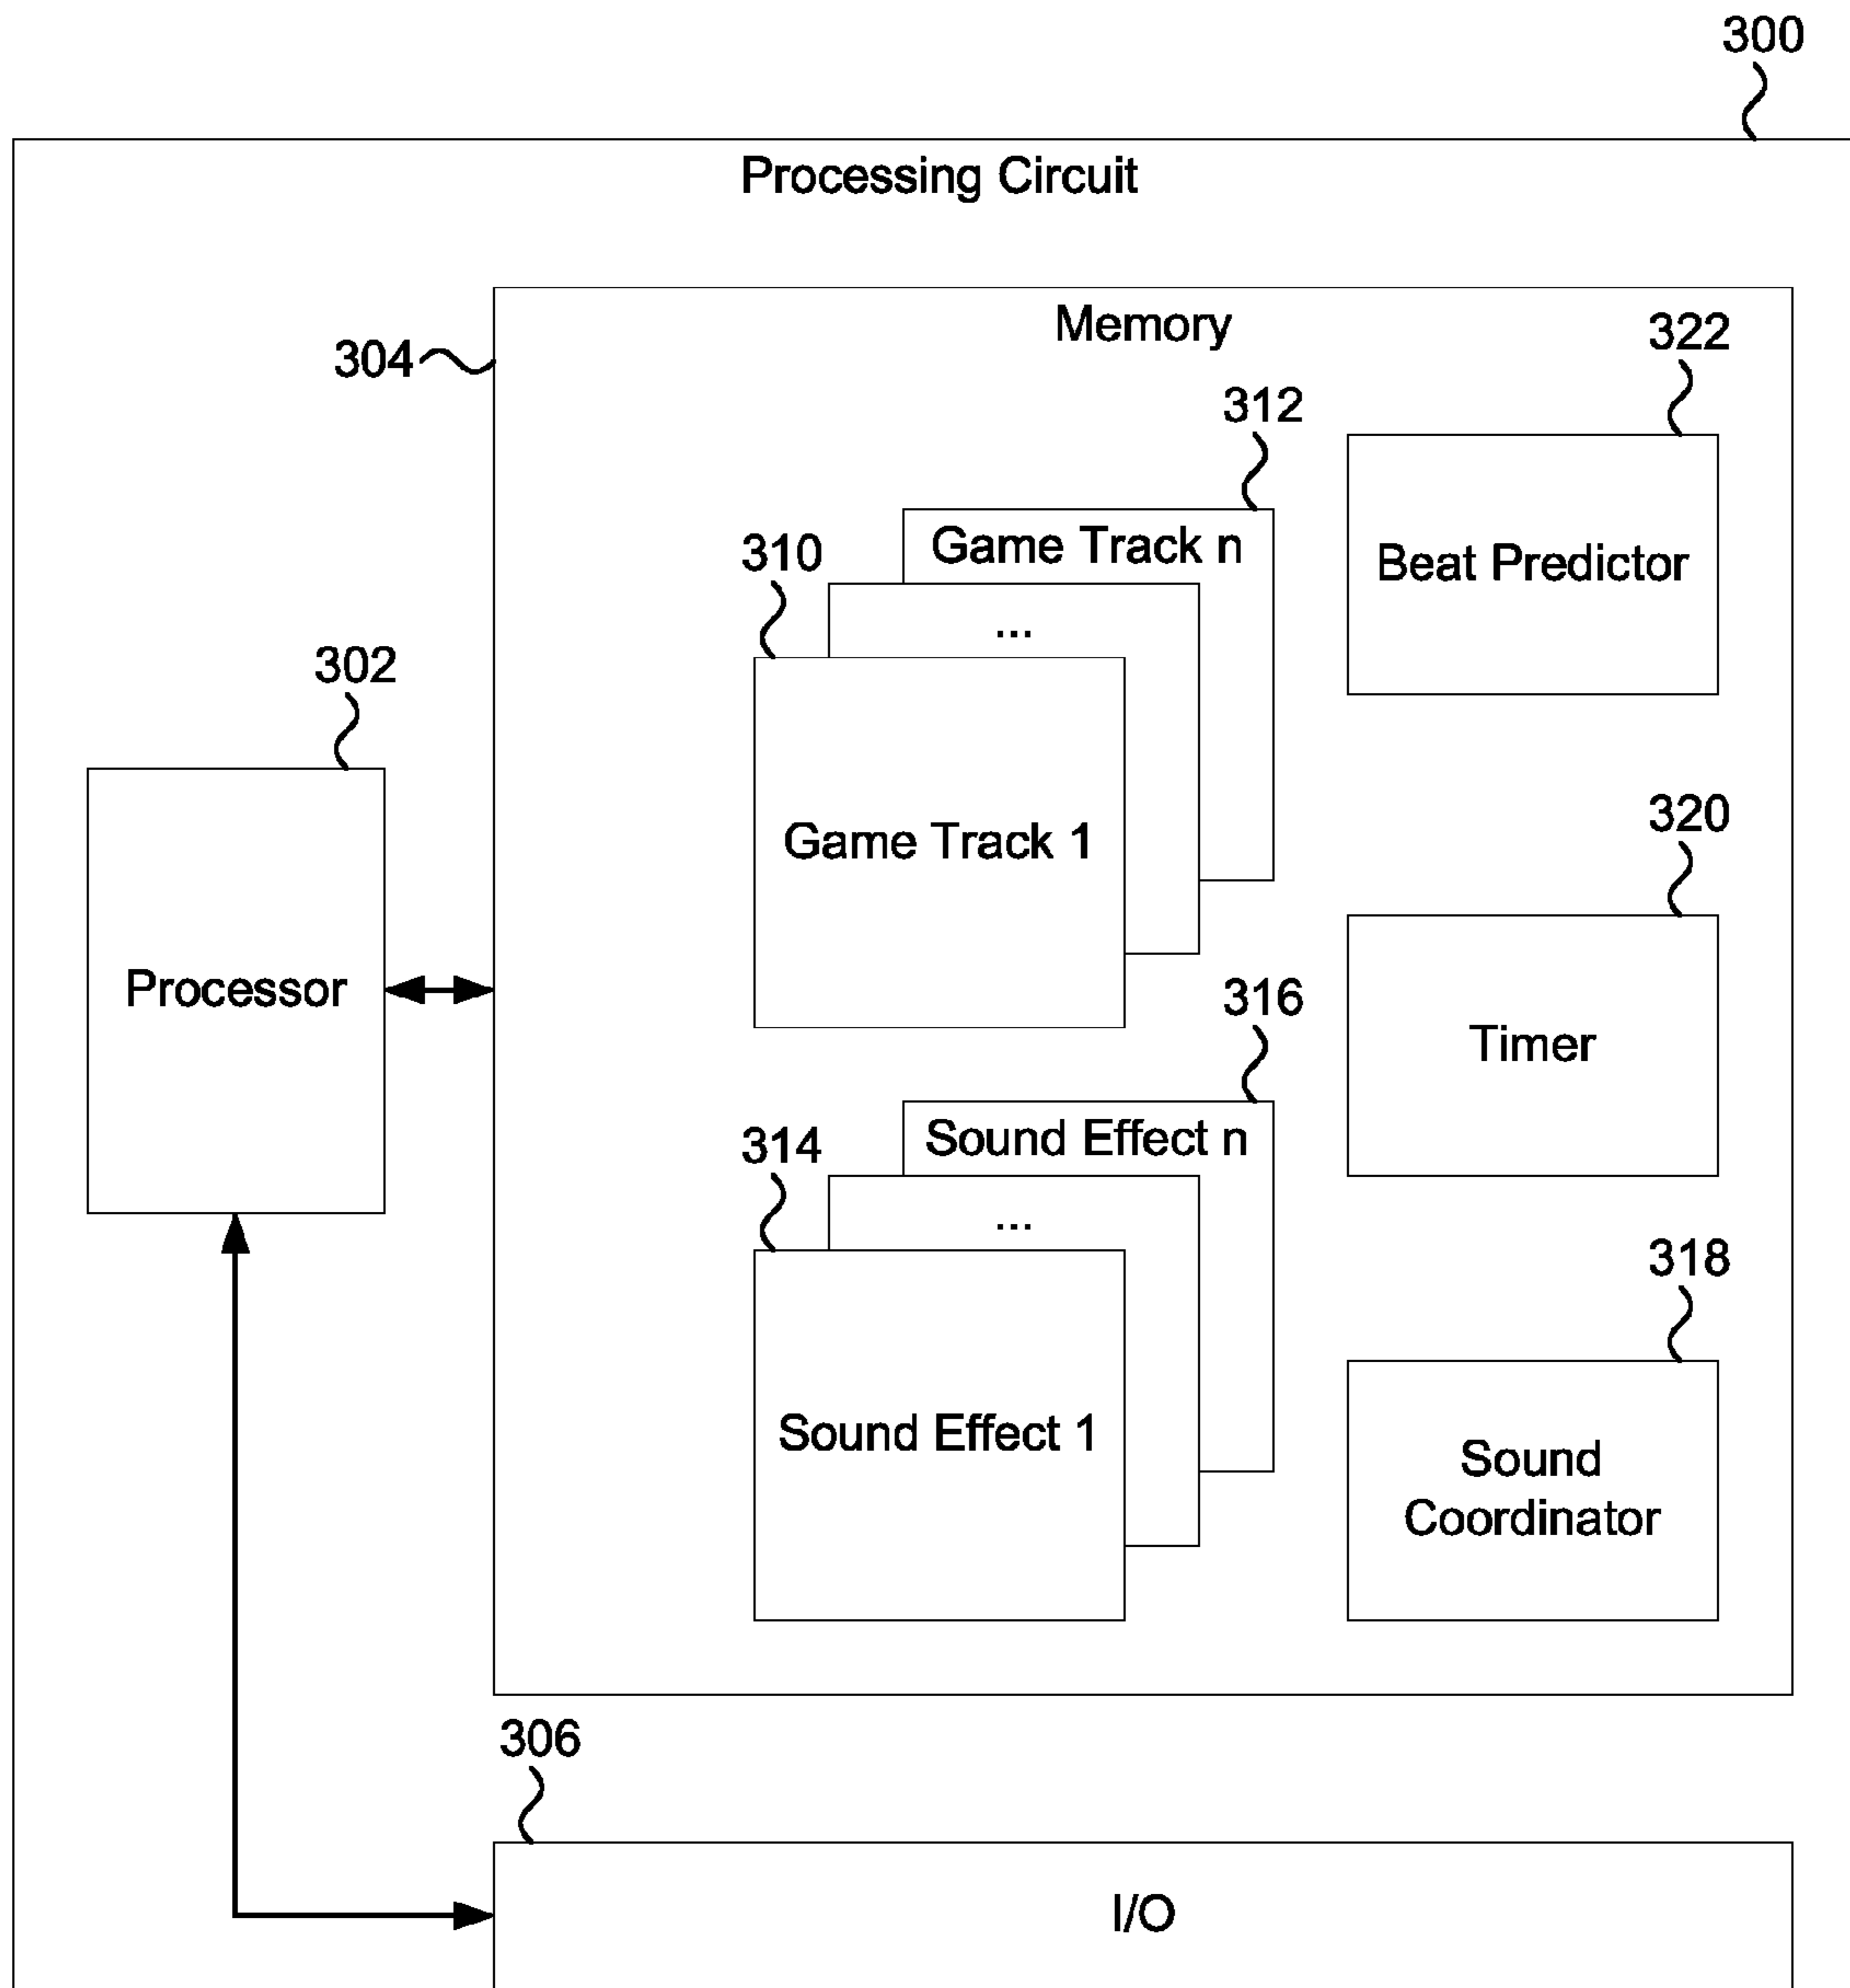 300
Processing Circuit
Memory
304
322
312
Game Track n
310
Beat Predictor
...
302
Game Track 1
320
Processor
316
Timer
Sound Effect n
314
...
318
Sound Effect 1
Sound
Coordinator
306
I/O